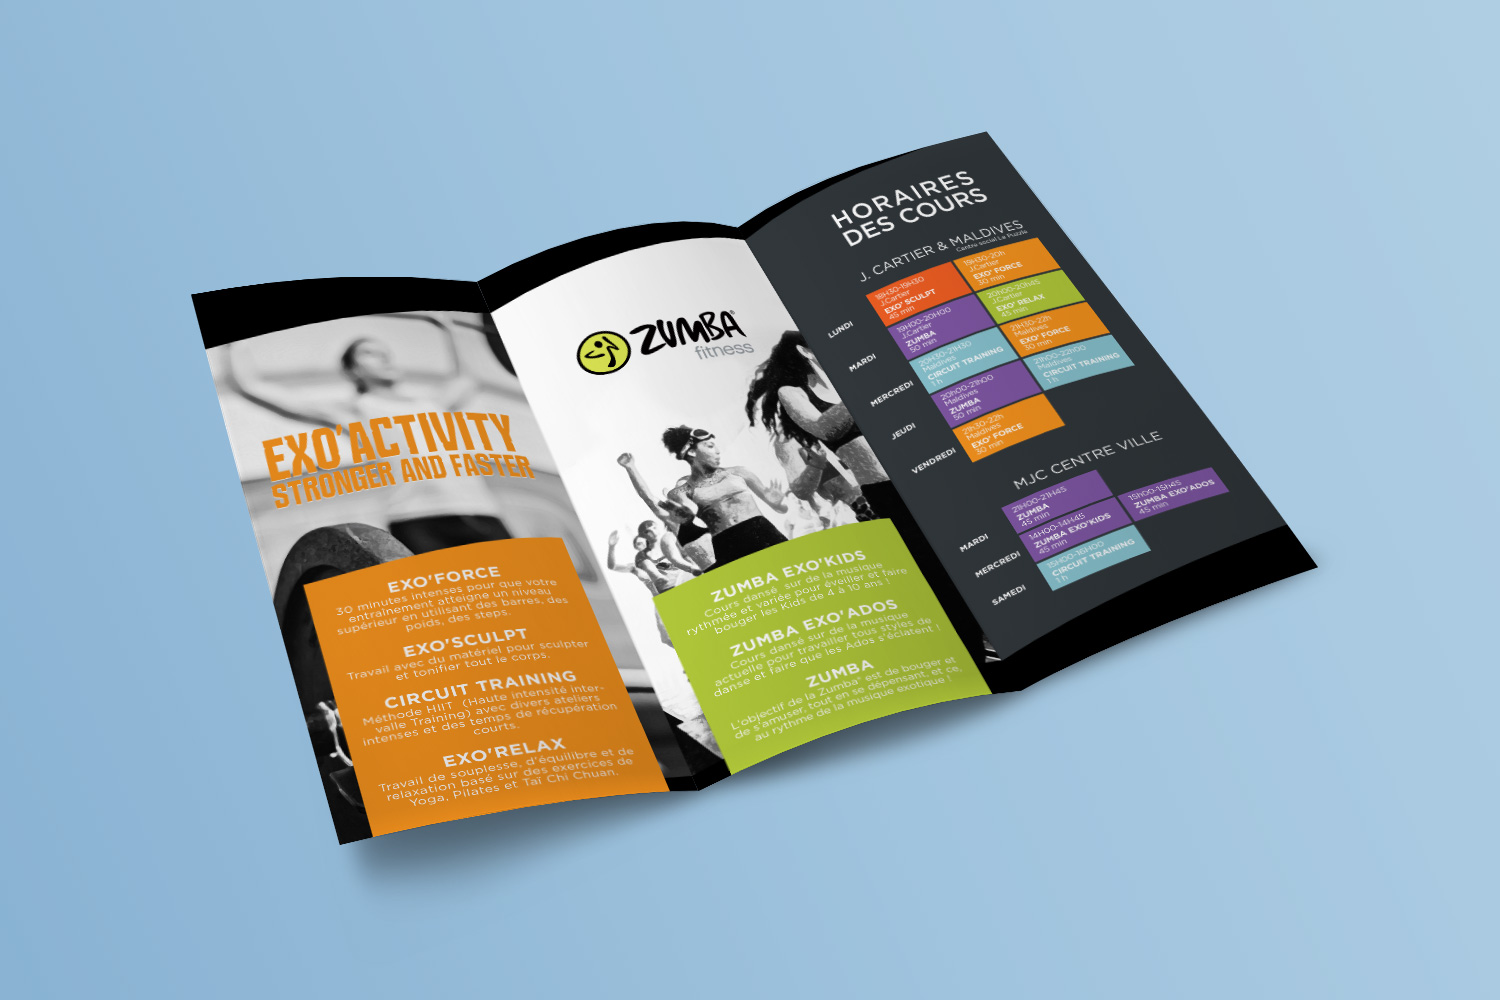 EXO'ACTIVITY
STRONGER AND FASTER
EXO'FORCE
30 minutes intenses pour que votre
entraînement atteigne un niveau
supérieur en utilisant des barres, des
poids, des steps.
EXO'SCULPT
Travail avec du matériel pour sculpter
et tonifier tout le corps.
CIRCUIT TRAINING
Méthode HIIT (Haute intensité inter-
valle Training) avec divers ateliers
intenses et des temps de récupération
courts.
EXO'RELAX
Travail de souplesse, d'équilibre et de
relaxation basé sur des exercices de
Yoga, Pilates et Taï Chi Chuan.
ZUMBA®
fitness
ZUMBA EXO'KIDS
Cours dansé sur de la musique
rythmée et variée pour éveiller et faire
bouger les Kids de 4 à 10 ans !
ZUMBA EXO'ADOS
Cours dansé sur de la musique
actuelle pour travailler tous styles de
danse et faire que les Ados s'éclatent !
ZUMBA
L'objectif de la Zumba® est de bouger et
de s'amuser, tout en se dépensant, et ce,
au rythme de la musique exotique !
HORAIRES
DES COURS
J. CARTIER & MALDIVES
Centre social Le Puzzle
LUNDI
18H30-19H30
J.Cartier
EXO' SCULPT
45 min
19H30-20h
J.Cartier
EXO' FORCE
30 min
MARDI
19H00-20H00
J.Cartier
ZUMBA
50 min
20h00-20h45
J.Cartier
EXO' RELAX
45 min
MERCREDI
20H30-21H30
Maldives
CIRCUIT TRAINING
1 h
21H30-22h
Maldives
EXO' FORCE
30 min
JEUDI
20h00-21h00
Maldives
ZUMBA
50 min
21h00-22h00
Maldives
CIRCUIT TRAINING
1 h
VENDREDI
21h30-22h
Maldives
EXO' FORCE
30 min
MJC CENTRE VILLE
MARDI
21H00-21H45
ZUMBA
45 min
MERCREDI
14H00-14H45
ZUMBA EXO'KIDS
45 min
15h00-15h45
ZUMBA EXO'ADOS
45 min
SAMEDI
15H00-16H00
CIRCUIT TRAINING
1 h